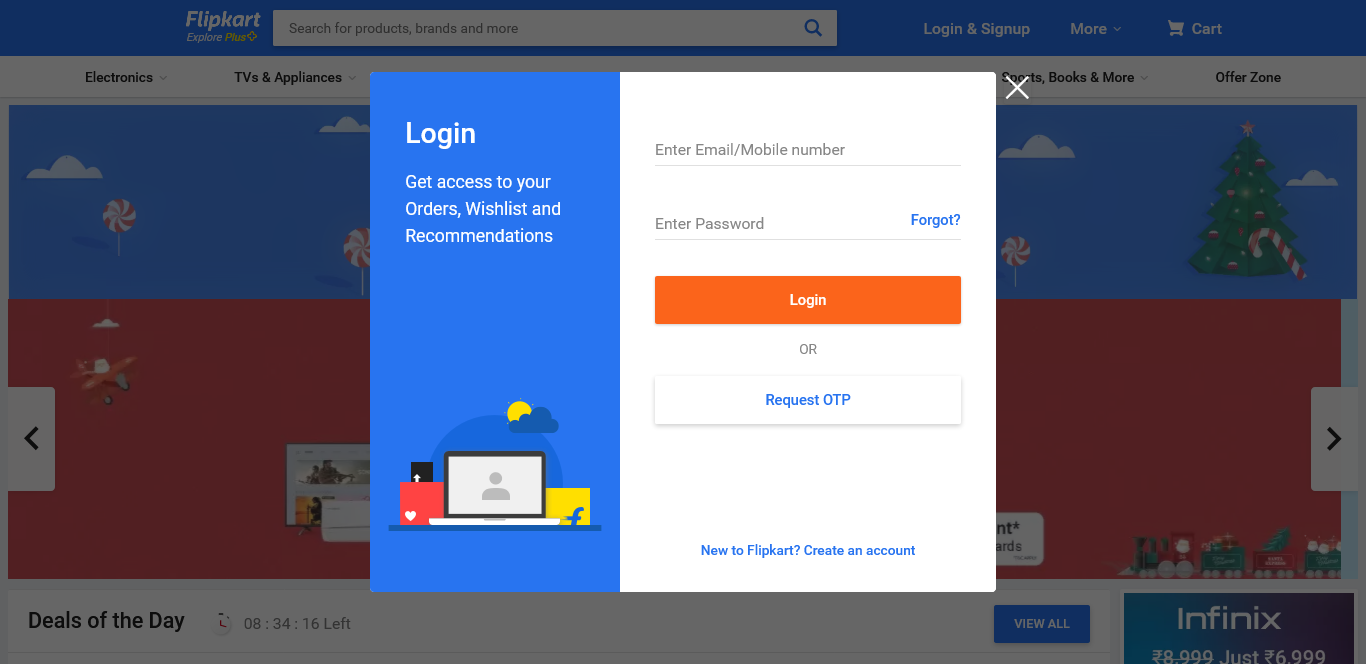 Flipkart
Explore Plus
Search for products, brands and more
Login & Signup
More
Cart
Electronics
TVs & Appliances
Sports, Books & More
Offer Zone
Login
Get access to your
Orders, Wishlist and
Recommendations
Enter Email/Mobile number
Enter Password
Forgot?
Login
OR
Request OTP
New to Flipkart? Create an account
Deals of the Day
08 : 34 : 16 Left
VIEW ALL
Infinix
₹8,999 Just ₹6,999